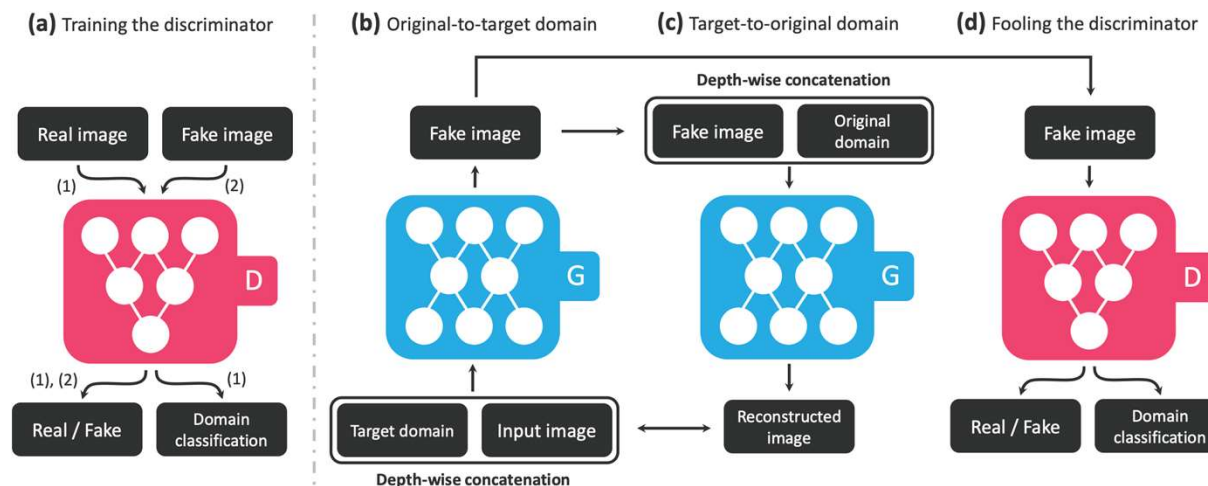 (a) Training the discriminator
(b) Original-to-target domain
(c) Target-to-original domain
(d) Fooling the discriminator
Real image
Fake image
(1)
(2)
D
(1), (2)
(1)
Real / Fake
Domain
classification
Fake image
G
Target domain
Input image
Depth-wise concatenation
Depth-wise concatenation
Fake image
Original
domain
G
Reconstructed
image
Fake image
D
Real / Fake
Domain
classification